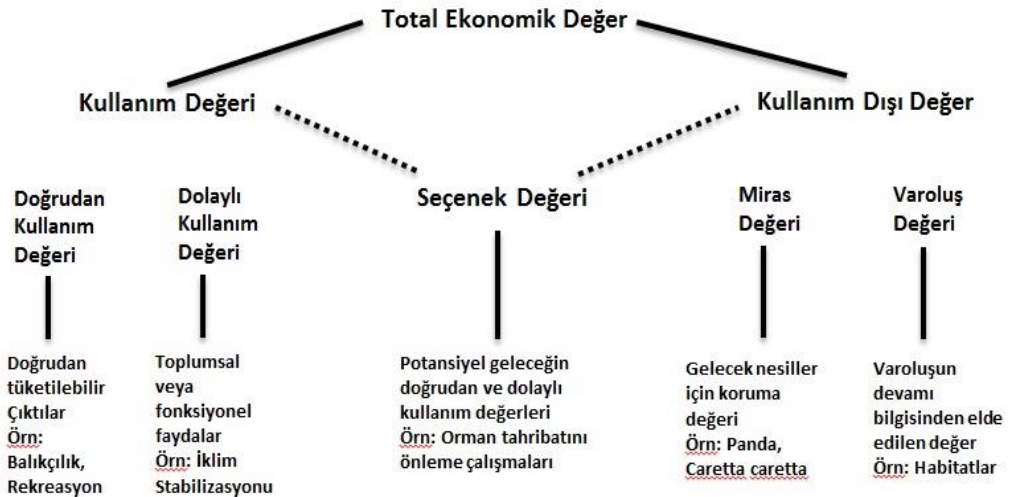 Total Ekonomik Değer
Kullanım Değeri
Kullanım Dışı Değer
Doğrudan
Kullanım
Değeri
Dolaylı
Kullanım
Değeri
Seçenek Değeri
Miras
Değeri
Varoluş
Değeri
Doğrudan
tüketilebilir
Çıktılar
Örn:
Balıkçılık,
Rekreasyon
Toplumsal
veya
fonksiyonel
faydalar
Örn: İklim
Stabilizasyonu
Potansiyel geleceğin
doğrudan ve dolaylı
kullanım değerleri
Örn: Orman tahribatını
önleme çalışmaları
Gelecek nesiller
için koruma
değeri
Örn: Panda,
Caretta caretta
Varoluşun
devamı
bilgisinden elde
edilen değer
Örn: Habitatlar